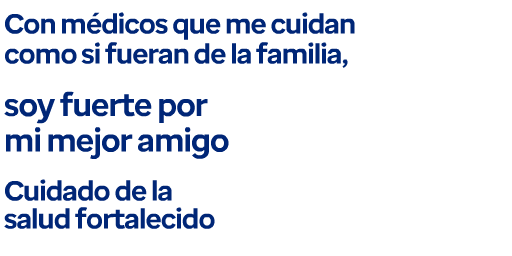 Con médicos que me cuidan
como si fueran de la familia,
soy fuerte por
mi mejor amigo
Cuidado de la
salud fortalecido